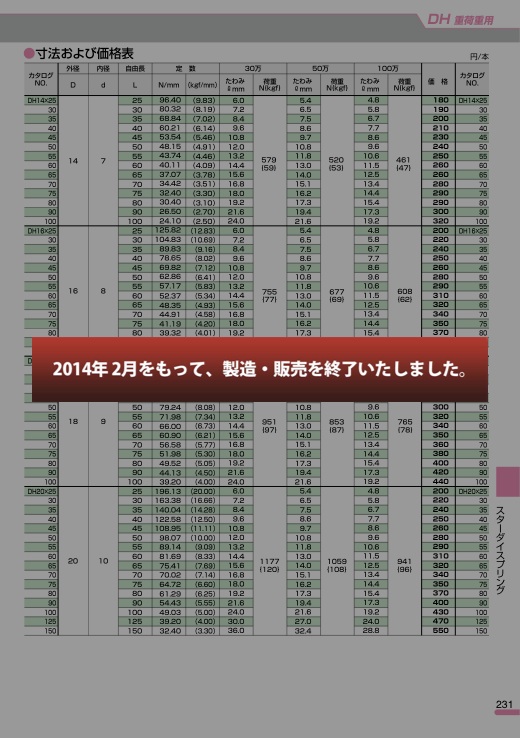 DH 重荷重用
●寸法および価格表
円/本
カタログNO. 外径 D 内径 d 自由長 L 定 数 N/mm (kgf/mm) 30万 たわみ ℓ mm 荷重 N(kgf) 50万 たわみ ℓ mm 荷重 N(kgf) 100万 たわみ ℓ mm 荷重 N(kgf) 価 格 カタログNO.
DH14×25 25 98.40 (9.83) 6.0 5.4 4.8 180 DH14×25
30 30 80.32 (8.19) 7.2 6.5 5.8 190 30
35 35 68.84 (7.02) 8.4 7.5 6.7 200 35
40 40 60.21 (6.14) 9.6 8.6 7.7 210 40
45 45 53.54 (5.46) 10.8 9.7 8.6 230 45
50 50 48.15 (4.91) 12.0 10.8 9.6 240 50
55 55 43.74 (4.46) 13.2 11.8 10.6 250 55
60 14 7 60 40.11 (4.09) 14.4 579 (59) 13.0 520 (53) 11.5 461 (47) 260 60
65 65 37.07 (3.78) 15.6 14.0 12.5 260 65
70 70 34.42 (3.51) 16.8 15.1 13.4 280 70
75 75 32.40 (3.30) 18.0 16.2 14.4 290 75
80 80 30.40 (3.10) 19.2 17.3 15.4 290 80
90 90 26.50 (2.70) 21.6 19.4 17.3 300 90
100 100 24.10 (2.50) 24.0 21.6 19.2 320 100
DH16×25 25 125.82 (12.83) 6.0 5.4 4.8 200 DH16×25
30 30 104.83 (10.69) 7.2 6.5 5.8 220 30
35 35 89.83 (9.16) 8.4 7.5 6.7 240 35
40 40 78.65 (8.02) 9.6 8.6 7.7 250 40
45 45 69.82 (7.12) 10.8 9.7 8.6 260 45
50 50 62.86 (6.41) 12.0 10.8 9.6 280 50
55 55 57.17 (5.83) 13.2 11.8 10.6 290 55
60 16 8 60 52.37 (5.34) 14.4 755 (77) 13.0 677 (69) 11.5 608 (62) 310 60
65 65 48.35 (4.93) 15.6 14.0 12.5 320 65
70 70 44.91 (4.58) 16.8 15.1 13.4 340 70
75 75 41.19 (4.20) 18.0 16.2 14.4 350 75
80 80 39.32 (4.01) 19.2 17.3 15.4 370 80
2014年 2月をもって、製造・販売を終了いたしました。
50 50 79.24 (8.08) 12.0 10.8 9.6 300 50
55 18 9 55 71.98 (7.34) 13.2 951 (97) 11.8 853 (87) 10.6 765 (78) 320 55
60 60 66.00 (6.73) 14.4 13.0 11.5 340 60
65 65 60.90 (6.21) 15.6 14.0 12.5 350 65
70 70 56.58 (5.77) 16.8 15.1 13.4 360 70
75 75 51.98 (5.30) 18.0 16.2 14.4 380 75
80 80 49.52 (5.05) 19.2 17.3 15.4 400 80
90 90 44.13 (4.50) 21.6 19.4 17.3 420 90
100 100 39.20 (4.00) 24.0 21.6 19.2 440 100
DH20×25 25 196.13 (20.00) 6.0 5.4 4.8 200 DH20×25
30 30 163.38 (16.66) 7.2 6.5 5.8 220 30
35 35 140.04 (14.28) 8.4 7.5 6.7 240 35
40 40 122.58 (12.50) 9.6 8.6 7.7 250 40
45 45 108.95 (11.11) 10.8 9.7 8.6 260 45
50 50 98.07 (10.00) 12.0 10.8 9.6 280 50
55 55 89.14 (9.09) 13.2 11.8 10.6 290 55
60 20 10 60 81.69 (8.33) 14.4 1177 (120) 13.0 1059 (108) 11.5 941 (96) 310 60
65 65 75.41 (7.69) 15.6 14.0 12.5 320 65
70 70 70.02 (7.14) 16.8 15.1 13.4 340 70
75 75 64.72 (6.60) 18.0 16.2 14.4 350 75
80 80 61.29 (6.25) 19.2 17.3 15.4 370 80
90 90 54.43 (5.55) 21.6 19.4 17.3 400 90
100 100 49.03 (5.00) 24.0 21.6 19.2 430 100
125 125 39.20 (4.00) 30.0 27.0 24.0 470 125
150 150 32.40 (3.30) 36.0 32.4 28.8 550 150
スターダイスプリング
231